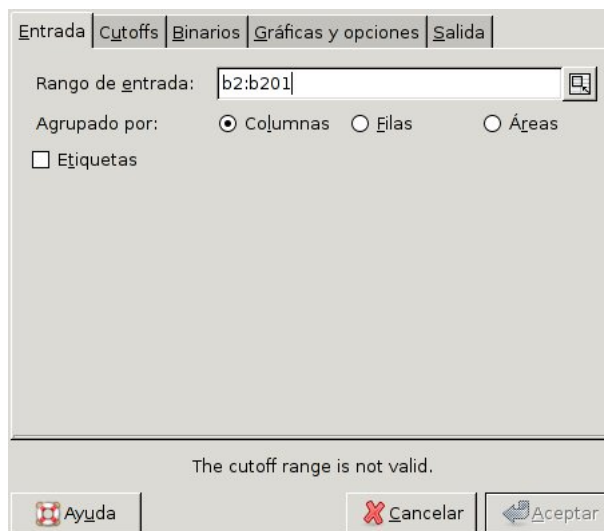 Entrada Cutoffs Binarios Gráficas y opciones Salida
Rango de entrada: b2:b201
Agrupado por: Columnas Filas Áreas
Etiquetas
The cutoff range is not valid.
Ayuda Cancelar Aceptar